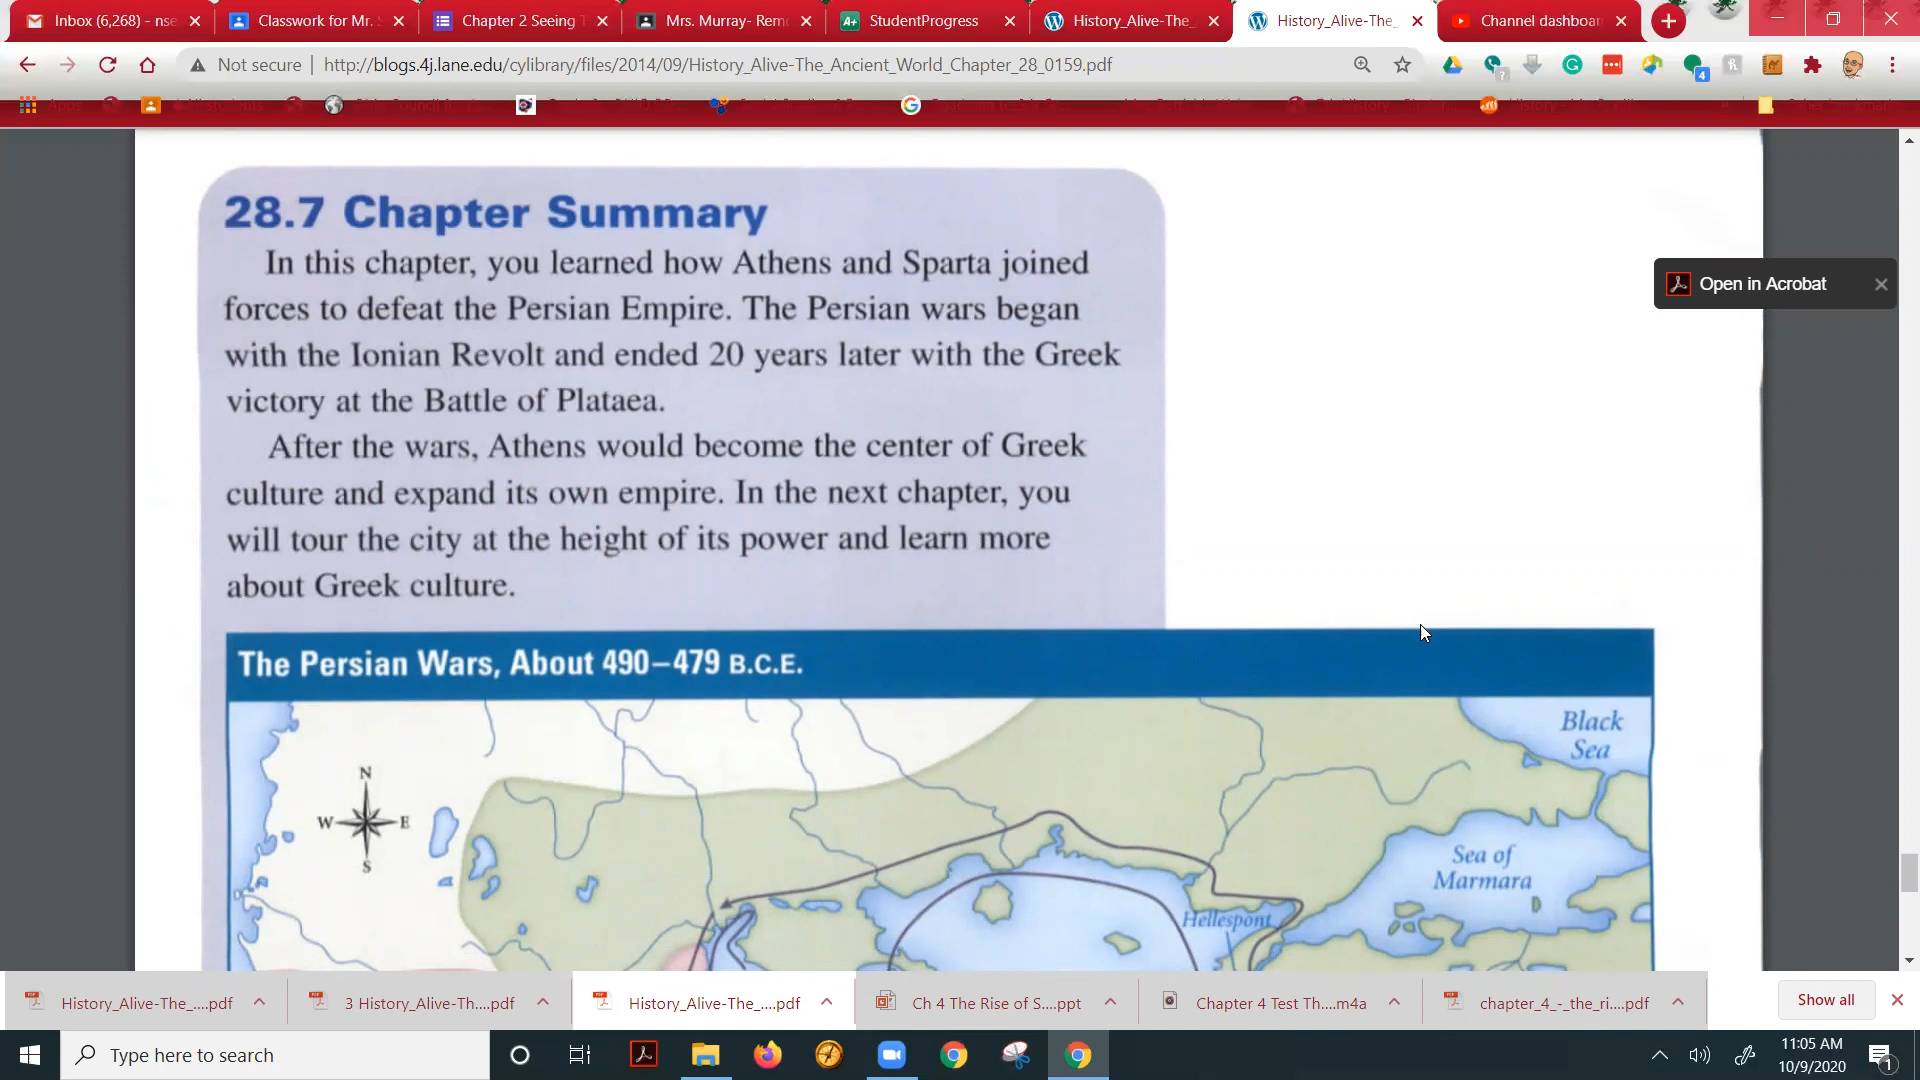 Inbox (6,268) - nse
Classwork for Mr.
Chapter 2 Seeing
Mrs. Murray- Rem
StudentProgress
History_Alive-The_
History_Alive-The_
Channel dashboar
Not secure
http://blogs.4j.lane.edu/cylibrary/files/2014/09/History_Alive-The_Ancient_World_Chapter_28_0159.pdf
Apps
28.7 Chapter Summary
In this chapter, you learned how Athens and Sparta joined
forces to defeat the Persian Empire. The Persian wars began
with the Ionian Revolt and ended 20 years later with the Greek
victory at the Battle of Plataea.
After the wars, Athens would become the center of Greek
culture and expand its own empire. In the next chapter, you
will tour the city at the height of its power and learn more
about Greek culture.
Open in Acrobat
The Persian Wars, About 490–479 B.C.E.
Black
Sea
N
W E
S
Sea of
Marmara
Hellespont
History_Alive-The_....pdf
3 History_Alive-Th....pdf
History_Alive-The_....pdf
Ch 4 The Rise of S....ppt
Chapter 4 Test Th....m4a
chapter_4_-_the_ri....pdf
Show all
Type here to search
11:05 AM
10/9/2020
1